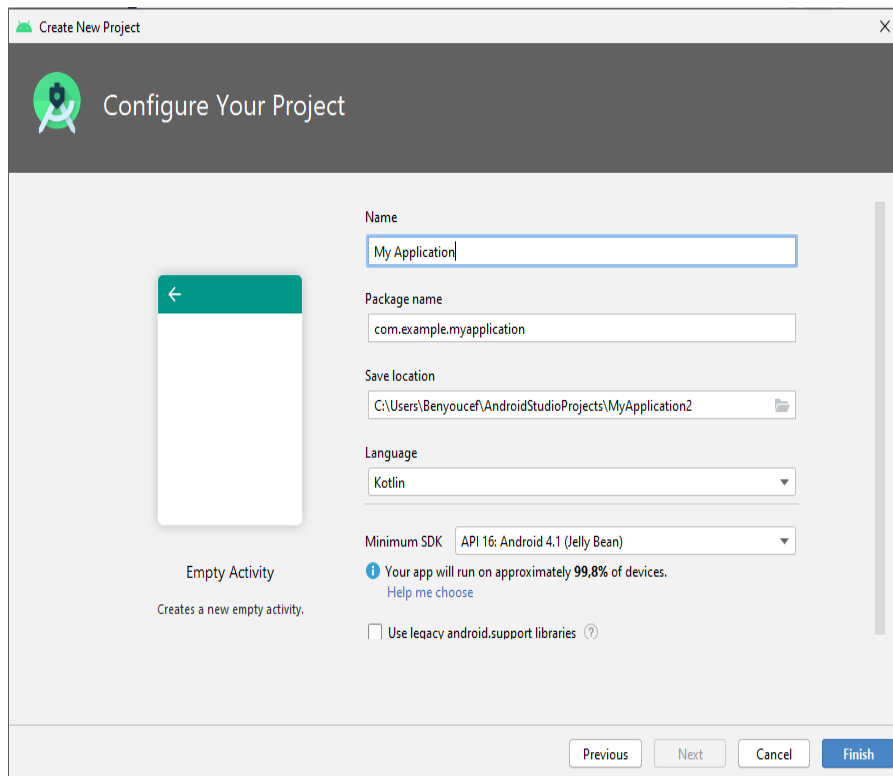 Create New Project
Configure Your Project
Name
My Application
Package name
com.example.myapplication
Save location
C:\Users\Benyoucef\AndroidStudioProjects\MyApplication2
Language
Kotlin
Minimum SDK API 16: Android 4.1 (Jelly Bean)
Your app will run on approximately 99,8% of devices.
Help me choose
Use legacy android.support libraries ?
Empty Activity
Creates a new empty activity.
Previous Next Cancel Finish